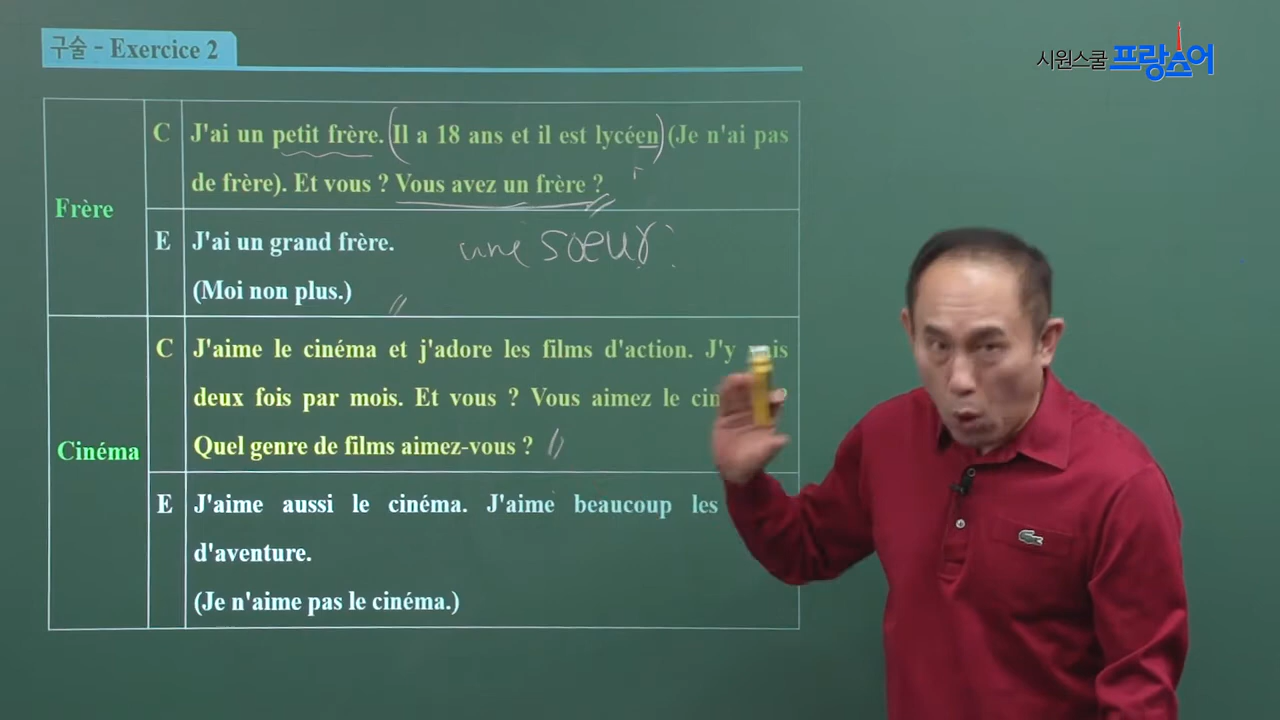 구술 - Exercice 2
시원스쿨 프랑스어
Frère
C
J'ai un petit frère. (Il a 18 ans et il est lycéen) (Je n'ai pas
de frère). Et vous ? Vous avez un frère ?
E
J'ai un grand frère.
une sœur
(Moi non plus.)
Cinéma
C
J'aime le cinéma et j'adore les films d'action. J'y
deux fois par mois. Et vous ? Vous aimez le
Quel genre de films aimez-vous ?
E
J'aime aussi le cinéma. J'aime beaucoup les
d'aventure.
(Je n'aime pas le cinéma.)